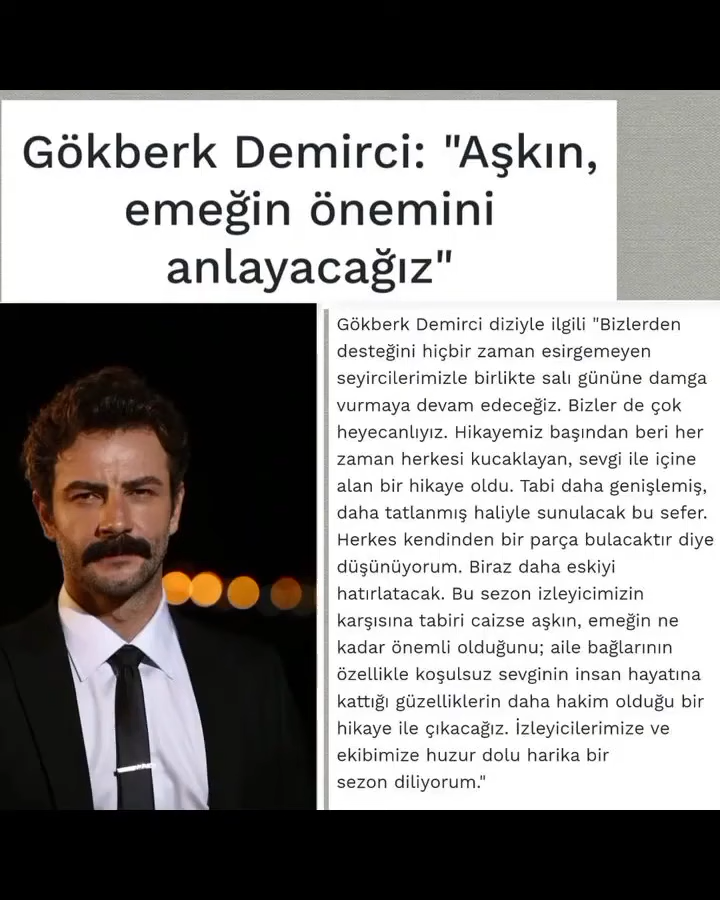 Gökberk Demirci: "Aşkın,
emeğin önemini
anlayacağız"
Gökberk Demirci diziyle ilgili "Bizlerden
desteğini hiçbir zaman esirgemeyen
seyircilerimizle birlikte salı gününe damga
vurmaya devam edeceğiz. Bizler de çok
heyecanlıyız. Hikayemiz başından beri her
zaman herkesi kucaklayan, sevgi ile içine
alan bir hikaye oldu. Tabi daha genişlemiş,
daha tatlanmış haliyle sunulacak bu sefer.
Herkes kendinden bir parça bulacaktır diye
düşünüyorum. Biraz daha eskiyi
hatırlatacak. Bu sezon izleyicimizin
karşısına tabiri caizse aşkın, emeğin ne
kadar önemli olduğunu; aile bağlarının
özellikle koşulsuz sevginin insan hayatına
kattığı güzelliklerin daha hakim olduğu bir
hikaye ile çıkacağız. İzleyicilerimize ve
ekibimize huzur dolu harika bir
sezon diliyorum."